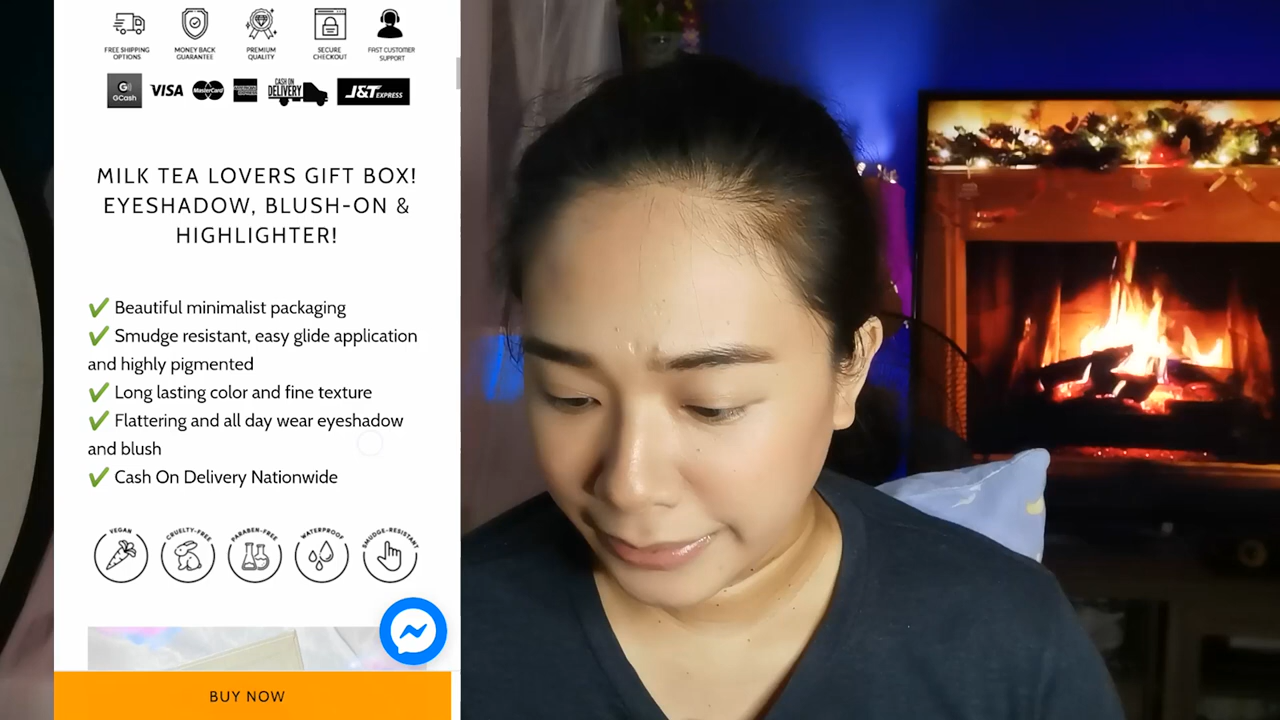 FREE SHIPPING
OPTIONS
MONEY BACK
GUARANTEE
PREMIUM
QUALITY
SECURE
CHECKOUT
FAST CUSTOMER
SUPPORT
G
GCash
VISA
MasterCard
AMERICAN EXPRESS
CASH ON
DELIVERY
J&T EXPRESS
MILK TEA LOVERS GIFT BOX!
EYESHADOW, BLUSH-ON &
HIGHLIGHTER!
✔ Beautiful minimalist packaging
✔ Smudge resistant, easy glide application
and highly pigmented
✔ Long lasting color and fine texture
✔ Flattering and all day wear eyeshadow
and blush
✔ Cash On Delivery Nationwide
VEGAN
CRUELTY-FREE
PARABEN-FREE
WATERPROOF
SMUDGE-RESISTANT
BUY NOW